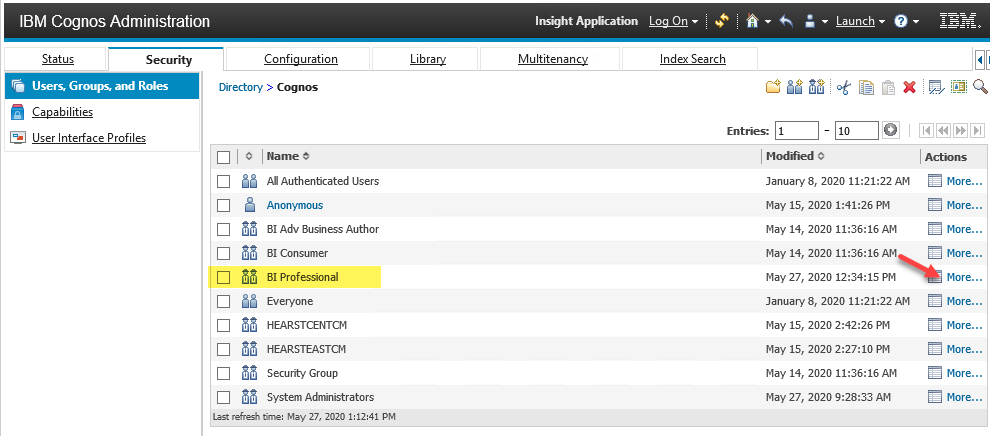 IBM Cognos Administration Insight Application Log On Launch ? IBM
Status Security Configuration Library Multitenancy Index Search
Users, Groups, and Roles
Capabilities
User Interface Profiles
Directory > Cognos
Entries: 1 - 10
Name Modified Actions
All Authenticated Users January 8, 2020 11:21:22 AM More...
Anonymous May 15, 2020 1:41:26 PM More...
BI Adv Business Author May 14, 2020 11:36:16 AM More...
BI Consumer May 14, 2020 11:36:16 AM More...
BI Professional May 27, 2020 12:34:15 PM More...
Everyone January 8, 2020 11:21:22 AM More...
HEARSTCENTCM May 15, 2020 2:42:26 PM More...
HEARSTEASTCM May 15, 2020 2:27:10 PM More...
Security Group May 14, 2020 11:36:16 AM More...
System Administrators May 27, 2020 9:28:33 AM More...
Last refresh time: May 27, 2020 1:12:41 PM